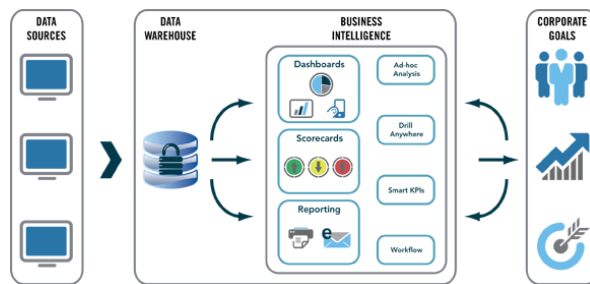 DATA
SOURCES
DATA
WAREHOUSE
BUSINESS
INTELLIGENCE
CORPORATE
GOALS
Dashboards
Scorecards
Reporting
e
Ad-hoc
Analysis
Drill
Anywhere
Smart KPIs
Workflow